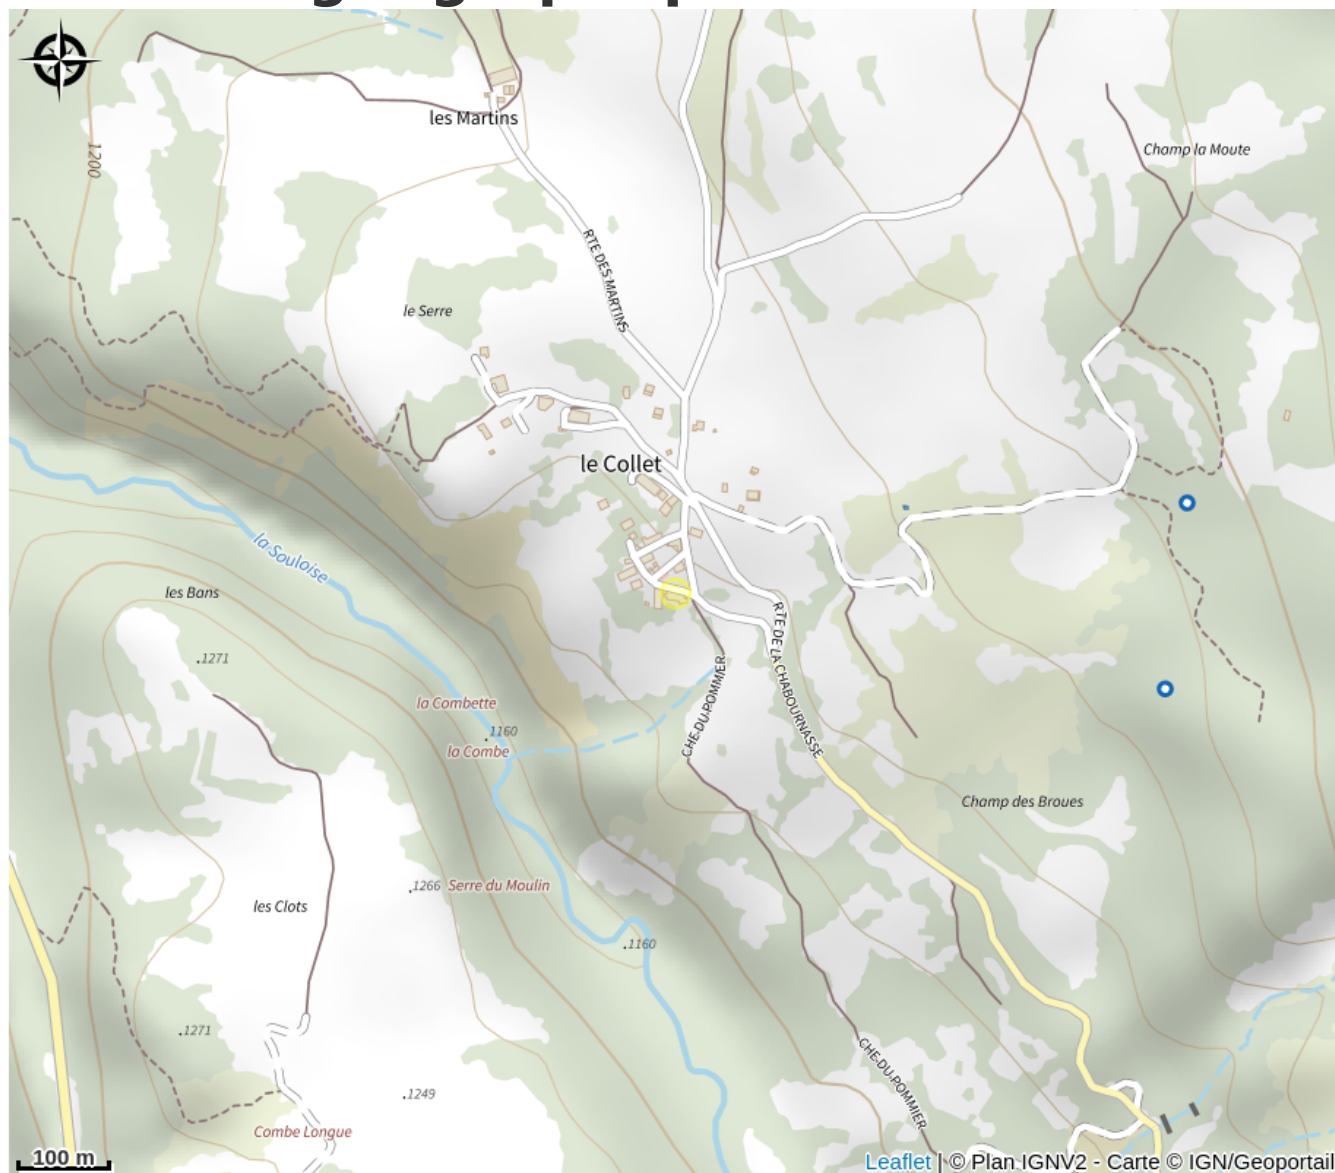 les Martins
1200
Champ la Moute
RTE DES MARTINS
le Serre
le Collet
la Souloise
les Bans
.1271
RTE DE LA CHABOURNASSE
CHE DU POMMIER
la Combette
.1160
la Combe
Champ des Broues
.1266
Serre du Moulin
les Clots
.1160
.1271
CHE DU POMMIER
.1249
Combe Longue
100 m
Leaflet | © Plan IGNV2 - Carte © IGN/Geoportail